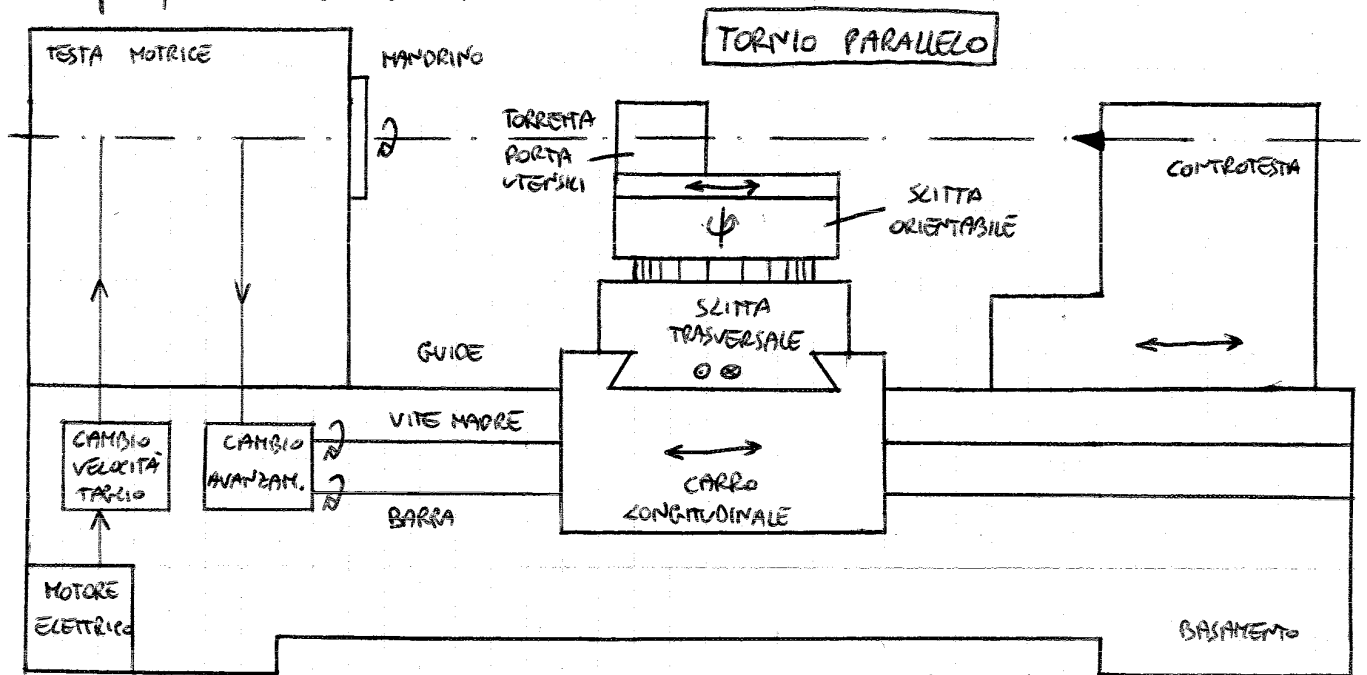 TORNIO PARALLELO
TESTA MOTRICE
MANDRINO
TORRETTA
PORTA
UTENSILI
CONTROTESTA
SLITTA
ORIENTABILE
SLITTA
TRASVERSALE
GUIDE
VITE MADRE
CAMBIO
VELOCITÀ
TAGLIO
CAMBIO
AVANZAM.
CARRO
LONGITUDINALE
BARRA
MOTORE
ELETTRICO
BASAMENTO